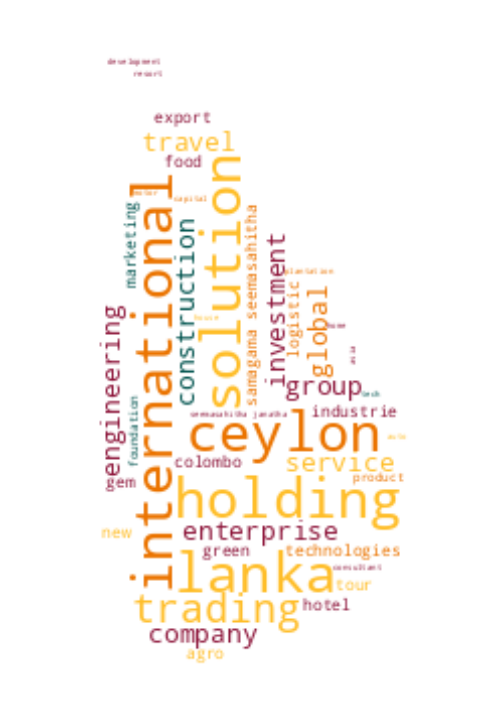 development
resort
export
travel
food
motor
capital
international
solution
marketing
construction
samagama seemasahitha
investment
plantation
logistic
global
house
home
asia
engineering
group
tech
foundation
seemasahitha janatha
industrie
ceylon
auto
colombo
service
gem
product
holding
new
enterprise
green
technologies
lanka
consultant
tour
trading
hotel
company
agro